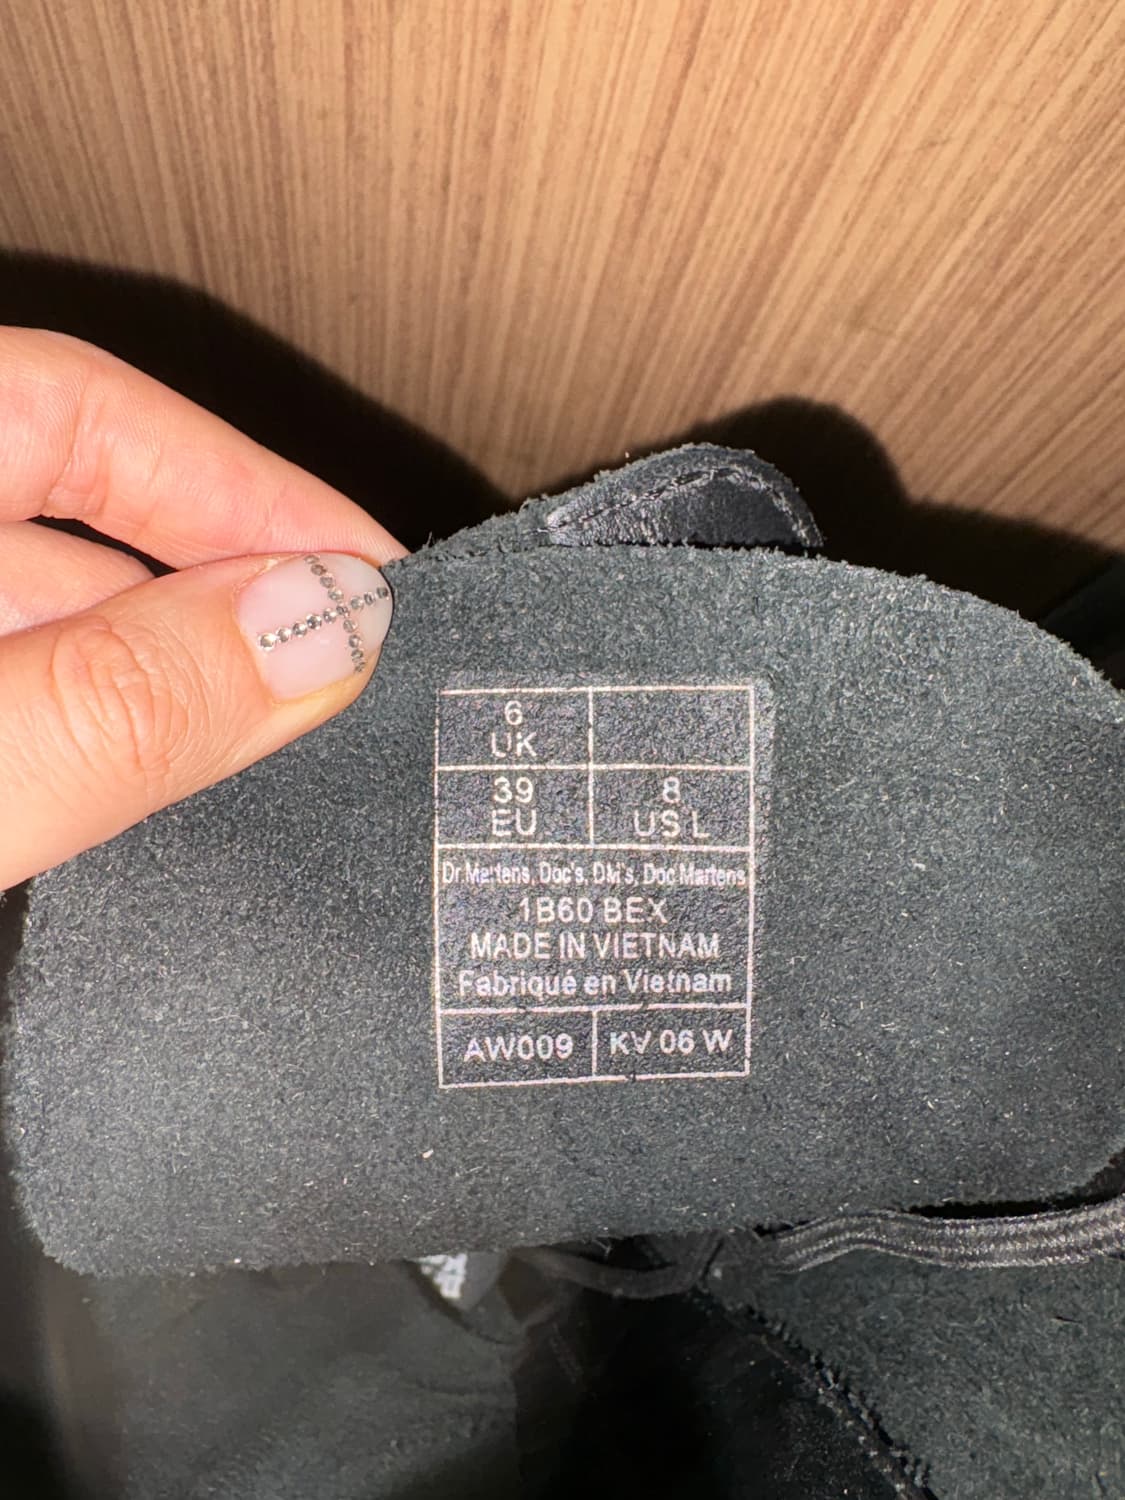 6
UK
39
EU
8
US L
Dr Martens, Doc's, DM's, Doc Martens
1B60 BEX
MADE IN VIETNAM
Fabriqué en Vietnam
AW009
KV 06 W